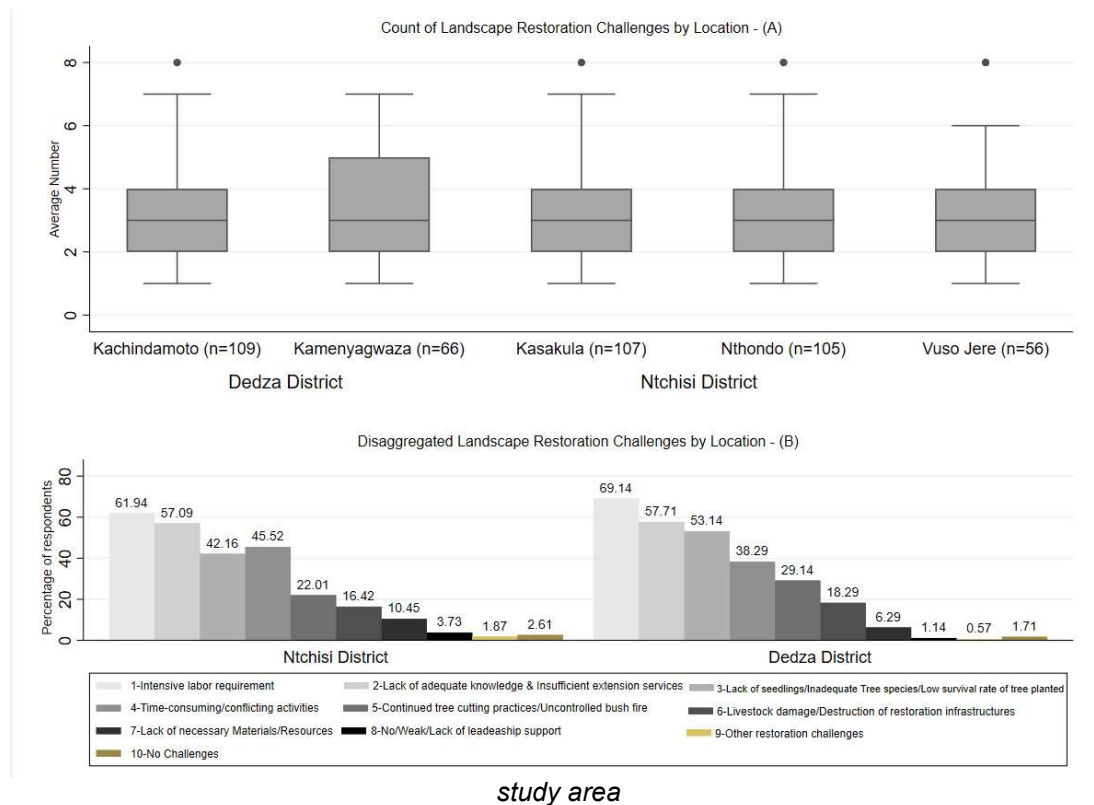 Count of Landscape Restoration Challenges by Location - (A)
Average Number
8
6
4
2
0
Kachindamoto (n=109) Kamenyagwaza (n=66) Kasakula (n=107) Nthondo (n=105) Vuso Jere (n=56)
Dedza District Ntchisi District
Disaggregated Landscape Restoration Challenges by Location - (B)
Percentage of respondents
80
60
40
20
0
61.94 57.09 42.16 45.52 22.01 16.42 10.45 3.73 1.87 2.61
69.14 57.71 53.14 38.29 29.14 18.29 6.29 1.14 0.57 1.71
Ntchisi District Dedza District
1-Intensive labor requirement 2-Lack of adequate knowledge & Insufficient extension services 3-Lack of seedlings/Inadequate Tree species/Low survival rate of tree planted
4-Time-consuming/conflicting activities 5-Continued tree cutting practices/Uncontrolled bush fire 6-Livestock damage/Destruction of restoration infrastructures
7-Lack of necessary Materials/Resources 8-No/Weak/Lack of leadeaship support 9-Other restoration challenges
10-No Challenges
study area